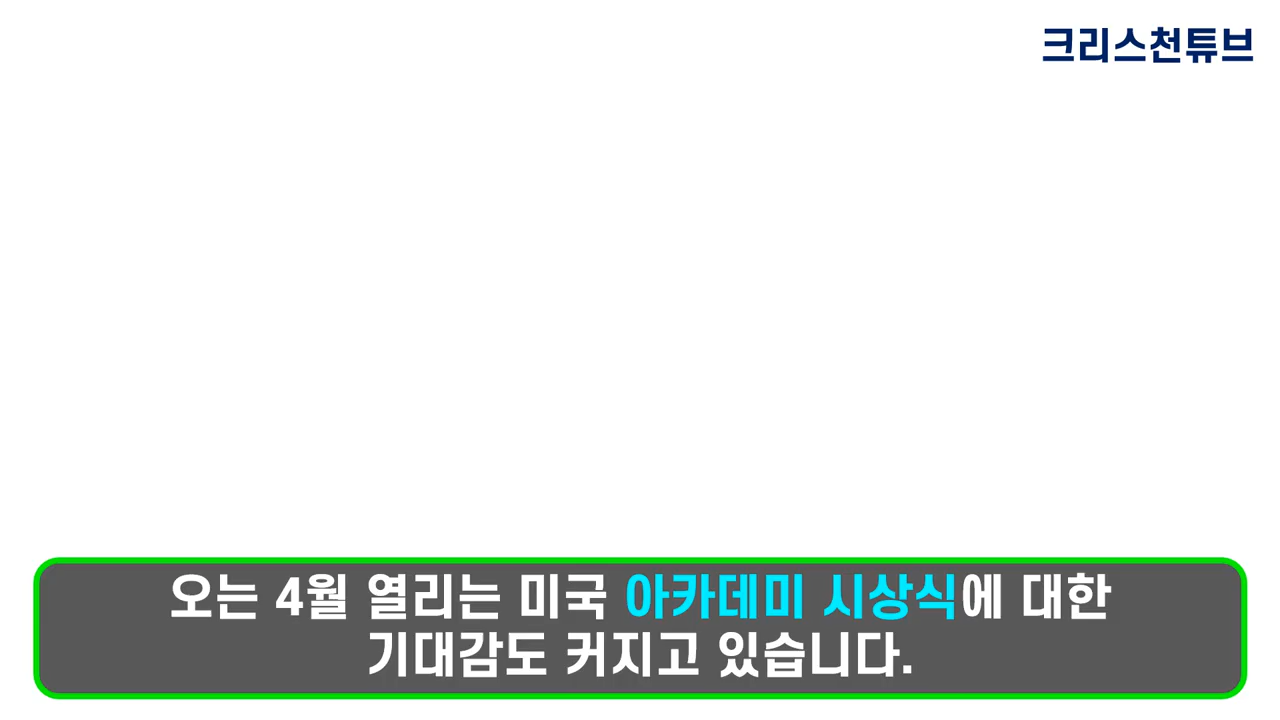 크리스천튜브
오는 4월 열리는 미국 아카데미 시상식에 대한
기대감도 커지고 있습니다.